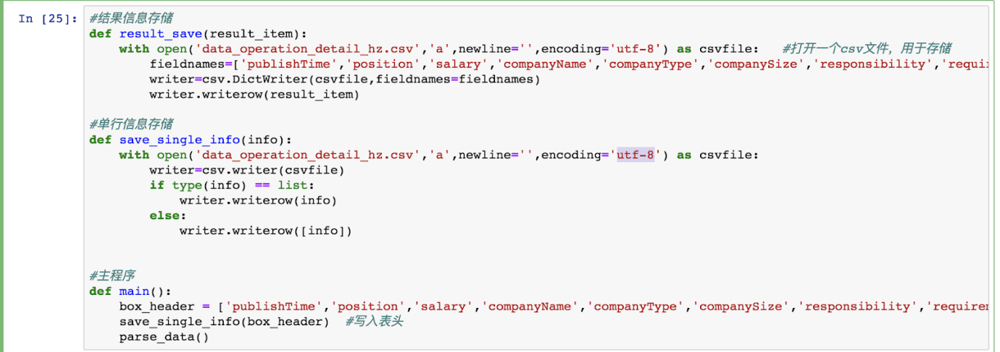 In [25]: #结果信息存储
def result_save(result_item):
    with open('data_operation_detail_hz.csv','a',newline='',encoding='utf-8') as csvfile:   #打开一个csv文件，用于存储
        fieldnames=['publishTime','position','salary','companyName','companyType','companySize','responsibility','requi
        writer=csv.DictWriter(csvfile,fieldnames=fieldnames)
        writer.writerow(result_item)
#单行信息存储
def save_single_info(info):
    with open('data_operation_detail_hz.csv','a',newline='',encoding='utf-8') as csvfile:
        writer=csv.writer(csvfile)
        if type(info) == list:
            writer.writerow(info)
        else:
            writer.writerow([info])
#主程序
def main():
    box_header = ['publishTime','position','salary','companyName','companyType','companySize','responsibility','require
    save_single_info(box_header)  #写入表头
    parse_data()